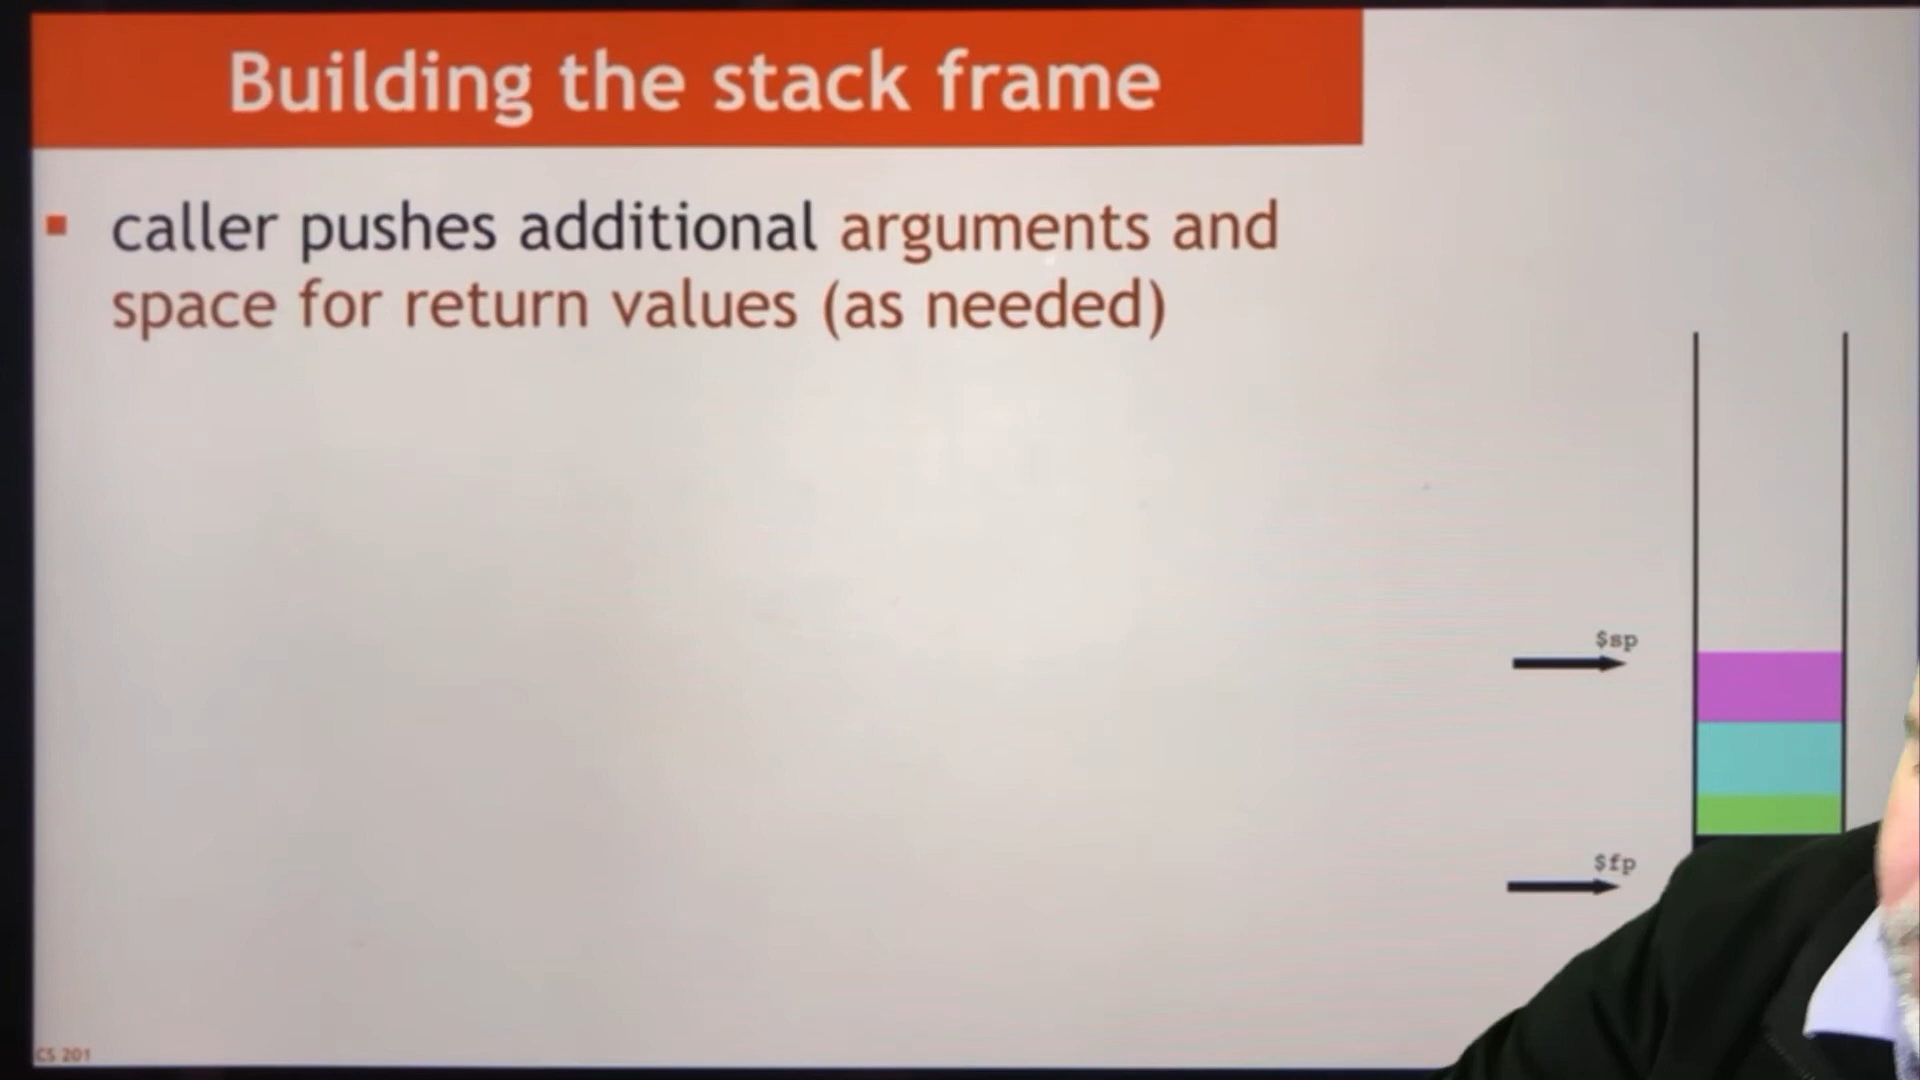 Building the stack frame
caller pushes additional arguments and
space for return values (as needed)
$sp
$fp
CS 201